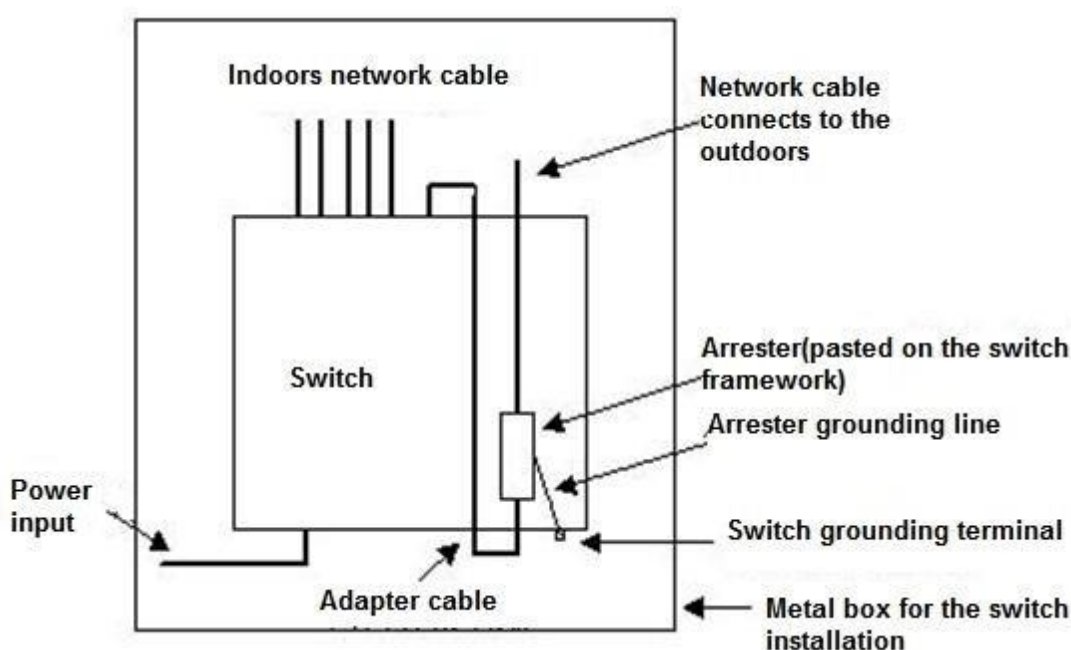 Indoors network cable
Network cable
connects to the
outdoors
Arrester(pasted on the switch
framework)
Switch
Arrester grounding line
Power
input
Switch grounding terminal
Adapter cable
Metal box for the switch
installation